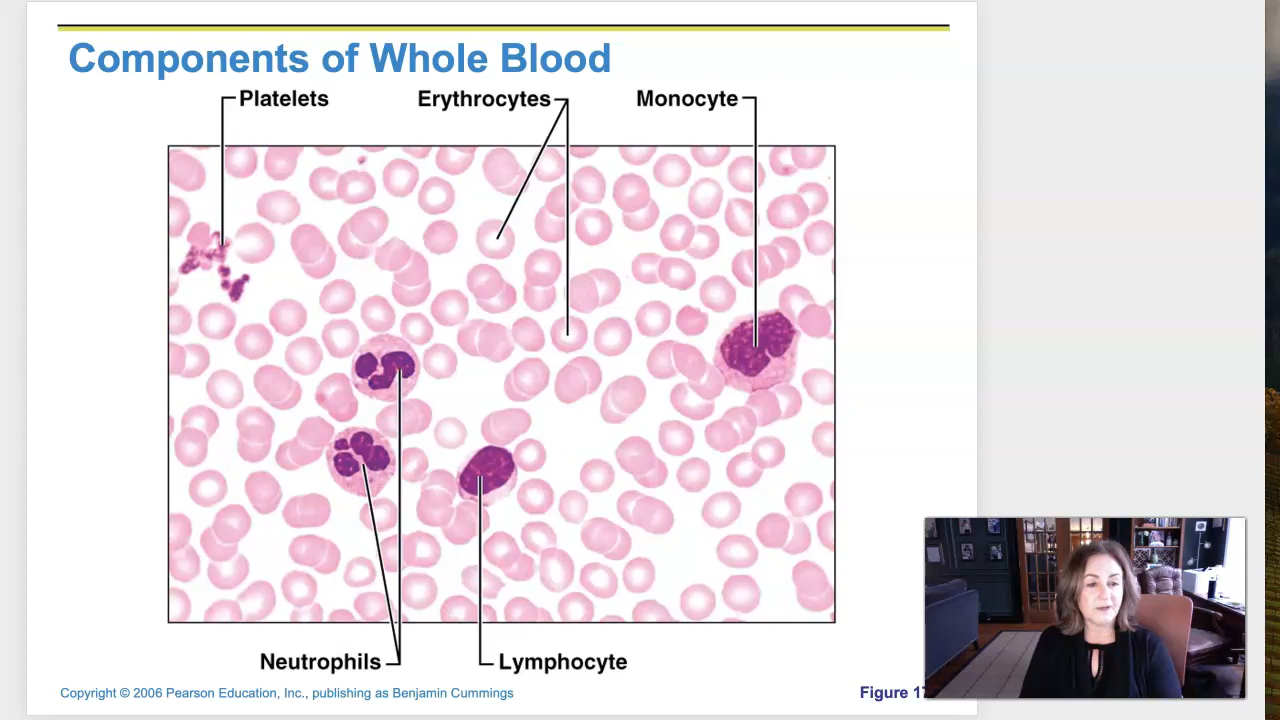 Components of Whole Blood
Platelets
Erythrocytes
Monocyte
Neutrophils
Lymphocyte
Copyright © 2006 Pearson Education, Inc., publishing as Benjamin Cummings
Figure